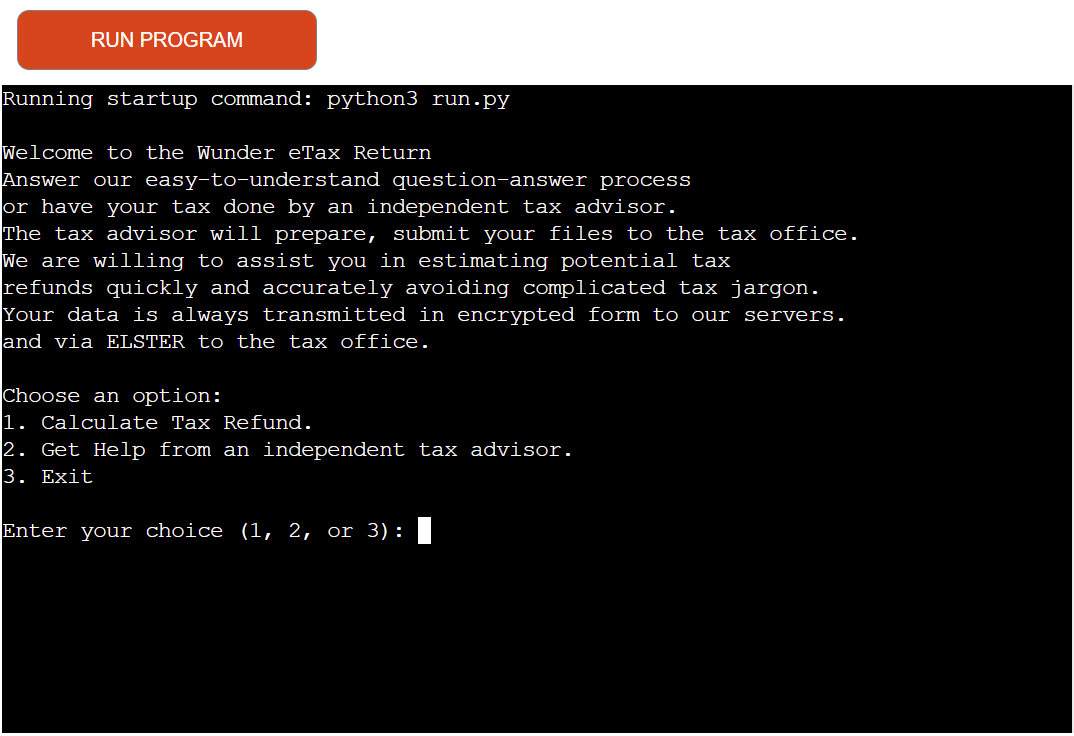 RUN PROGRAM
Running startup command: python3 run.py
Welcome to the Wunder eTax Return
Answer our easy-to-understand question-answer process
or have your tax done by an independent tax advisor.
The tax advisor will prepare, submit your files to the tax office.
We are willing to assist you in estimating potential tax
refunds quickly and accurately avoiding complicated tax jargon.
Your data is always transmitted in encrypted form to our servers.
and via ELSTER to the tax office.
Choose an option:
1. Calculate Tax Refund.
2. Get Help from an independent tax advisor.
3. Exit
Enter your choice (1, 2, or 3):